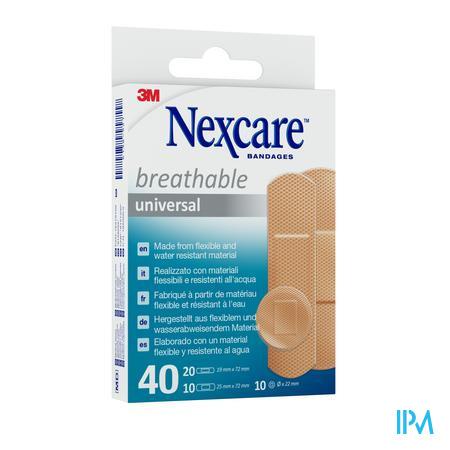 3M
Nexcare™
BANDAGES
breathable
universal
en Made from flexible and
water resistant material
it Realizzato con materiali
flessibili e resistenti all'acqua
fr Fabriqué à partir de matériau
flexible et résistant à l'eau
de Hergestellt aus flexiblem und
wasserabweisendem Material
es Elaborado con un material
flexible y resistente al agua
40 20 19 mm x 72 mm
10 25 mm x 72 mm 10 Ø x 22 mm
MD
IPM